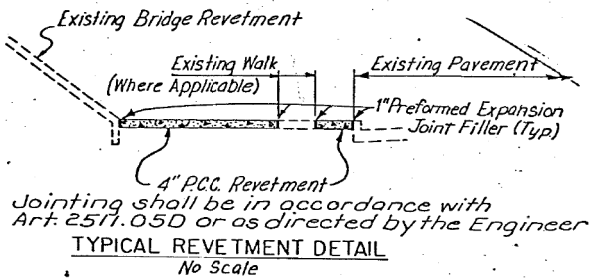 Existing Bridge Revetment
Existing Walk
(Where Applicable)
Existing Pavement
1" Preformed Expansion
Joint Filler (Typ.)
4" P.C.C. Revetment
Jointing shall be in accordance with
Art. 2511.05D or as directed by the Engineer
TYPICAL REVETMENT DETAIL
No Scale